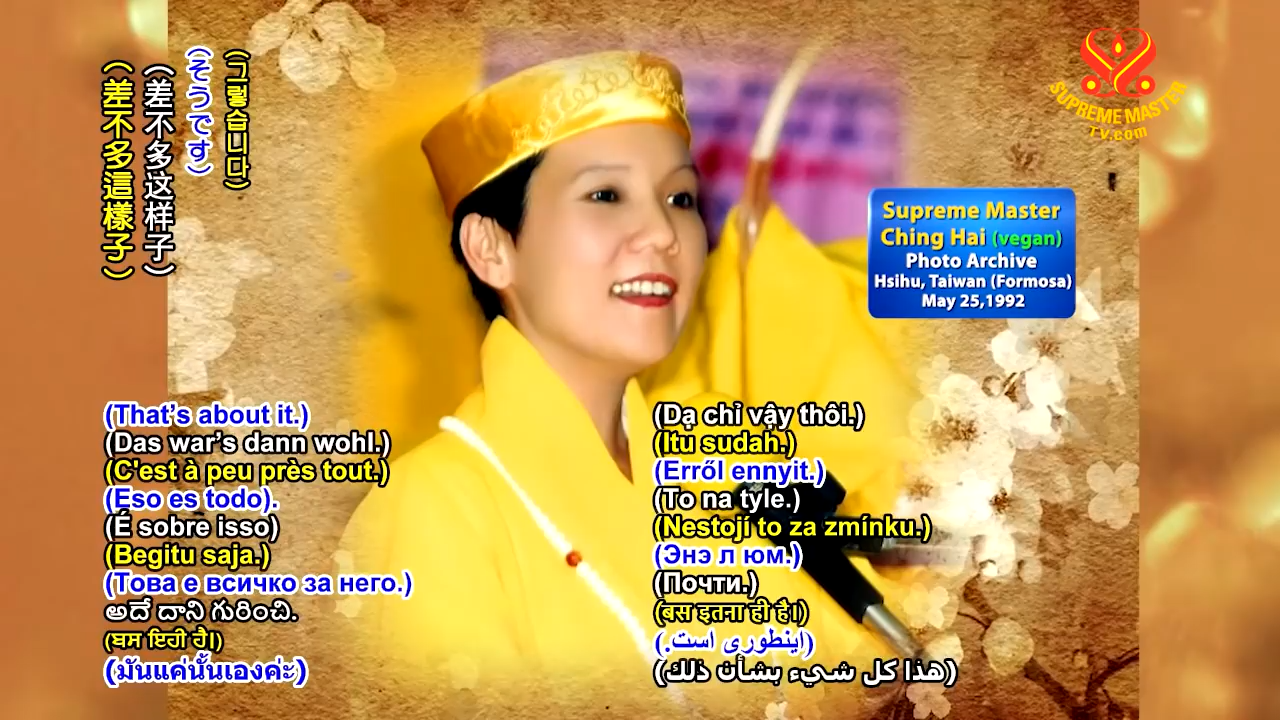 (그렇습니다)
(そうです)
(差不多这样子)
(差不多這樣子)
SUPREME MASTER
TV.com
Supreme Master
Ching Hai (vegan)
Photo Archive
Hsihu, Taiwan (Formosa)
May 25,1992
(That's about it.)
(Das war's dann wohl.)
(C'est à peu près tout.)
(Eso es todo).
(É sobre isso)
(Begitu saja.)
(Това е всичко за него.)
అదే దాని గురించి.
(ਬਸ ਇਹੀ ਹੈ।)
(มันแค่นั้นเองค่ะ)
(Dạ chỉ vậy thôi.)
(Itu sudah.)
(Erről ennyit.)
(To na tyle.)
(Nestojí to za zmínku.)
(Энэ л юм.)
(Почти.)
(बस इतना ही है।)
(اینطوری است.)
(هذا كل شيء بشأن ذلك)